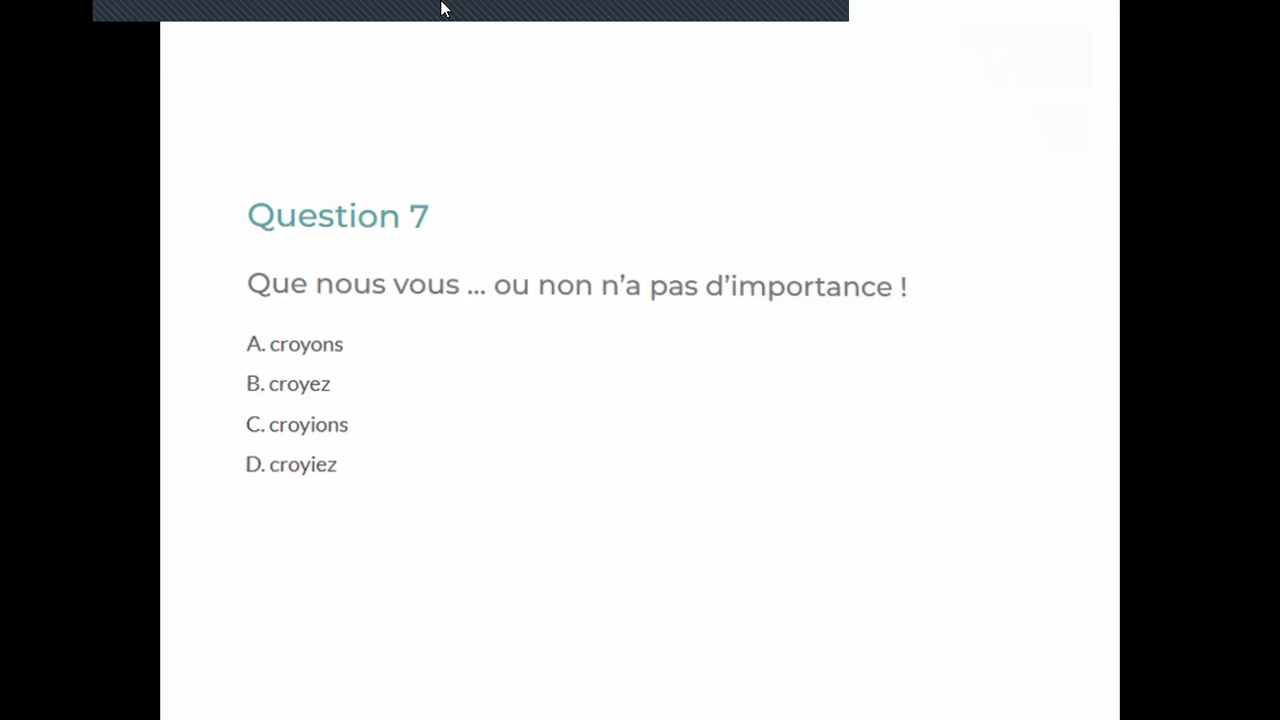 Question 7
Que nous vous ... ou non n’a pas d’importance !
A. croyons
B. croyez
C. croyions
D. croyiez